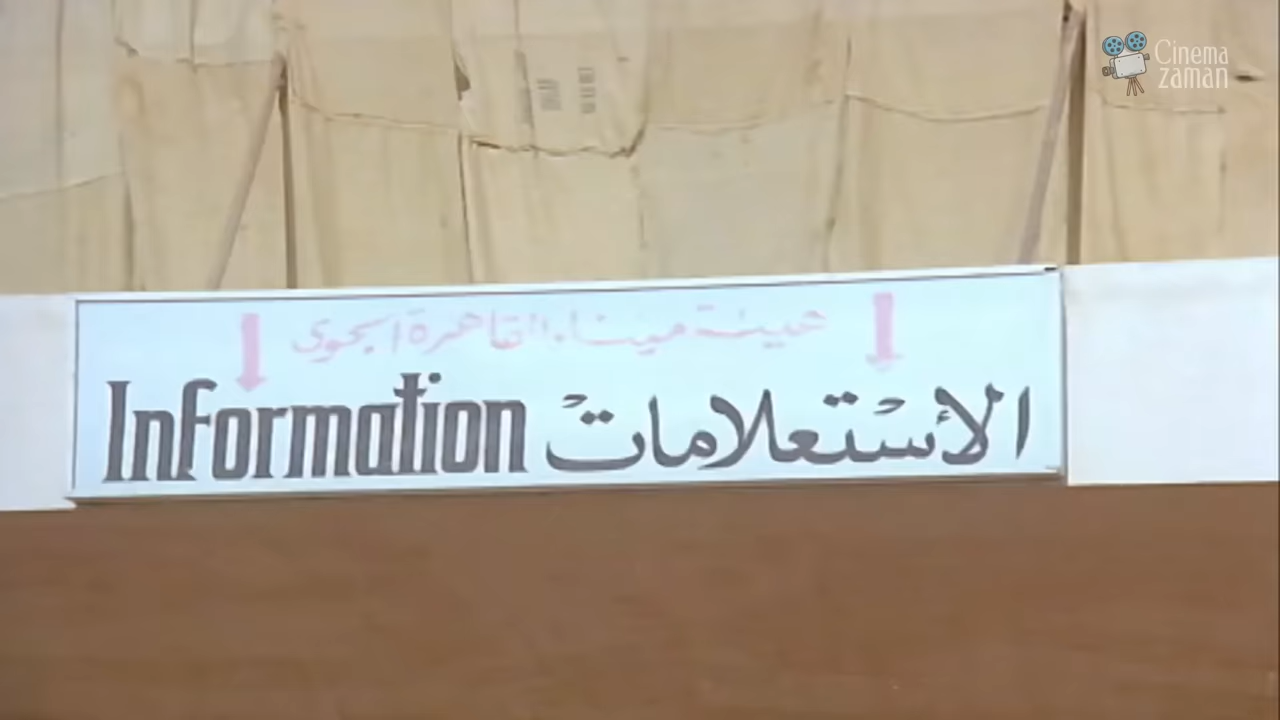 هيئة ميناء القاهرة الجوى
Information الاستعلامات
Cinema
zaman